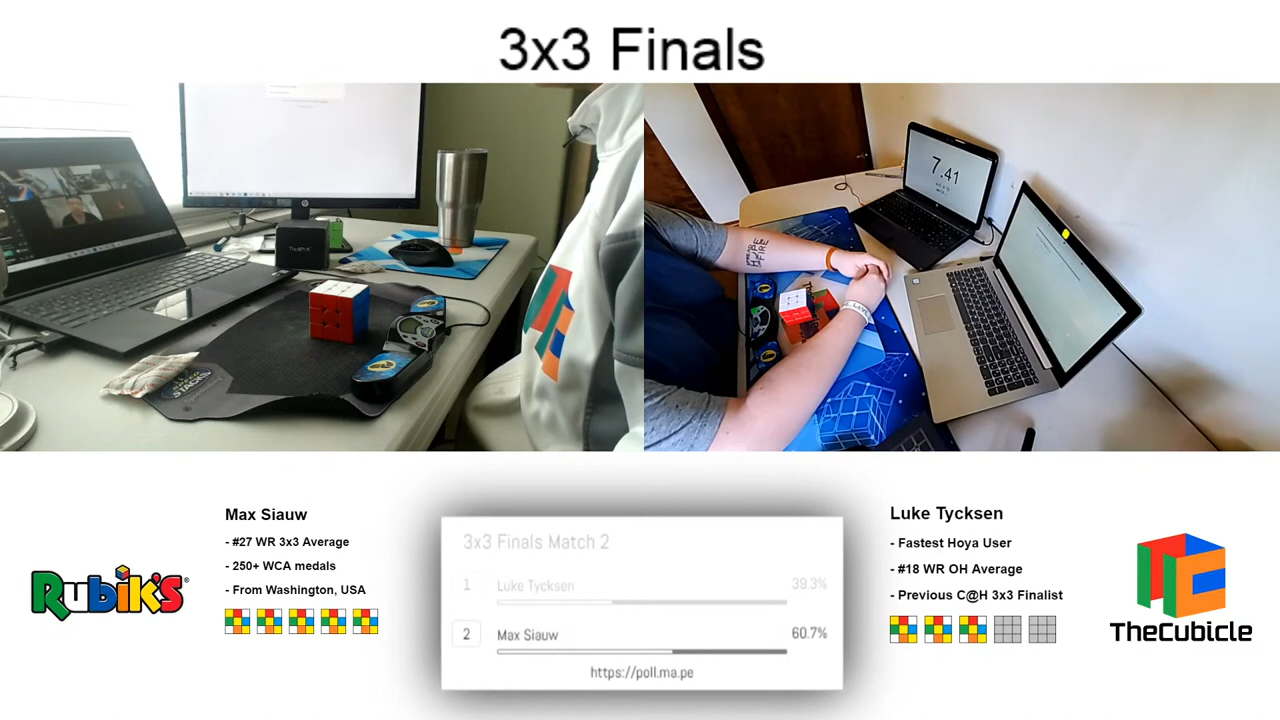 3x3 Finals
7.41
Max Siauw
- #27 WR 3x3 Average
- 250+ WCA medals
- From Washington, USA
Rubik's®
3x3 Finals Match 2
1 Luke Tycksen 39.3%
2 Max Siauw 60.7%
https://poll.ma.pe
Luke Tycksen
- Fastest Hoya User
- #18 WR OH Average
- Previous C@H 3x3 Finalist
TheCubicle